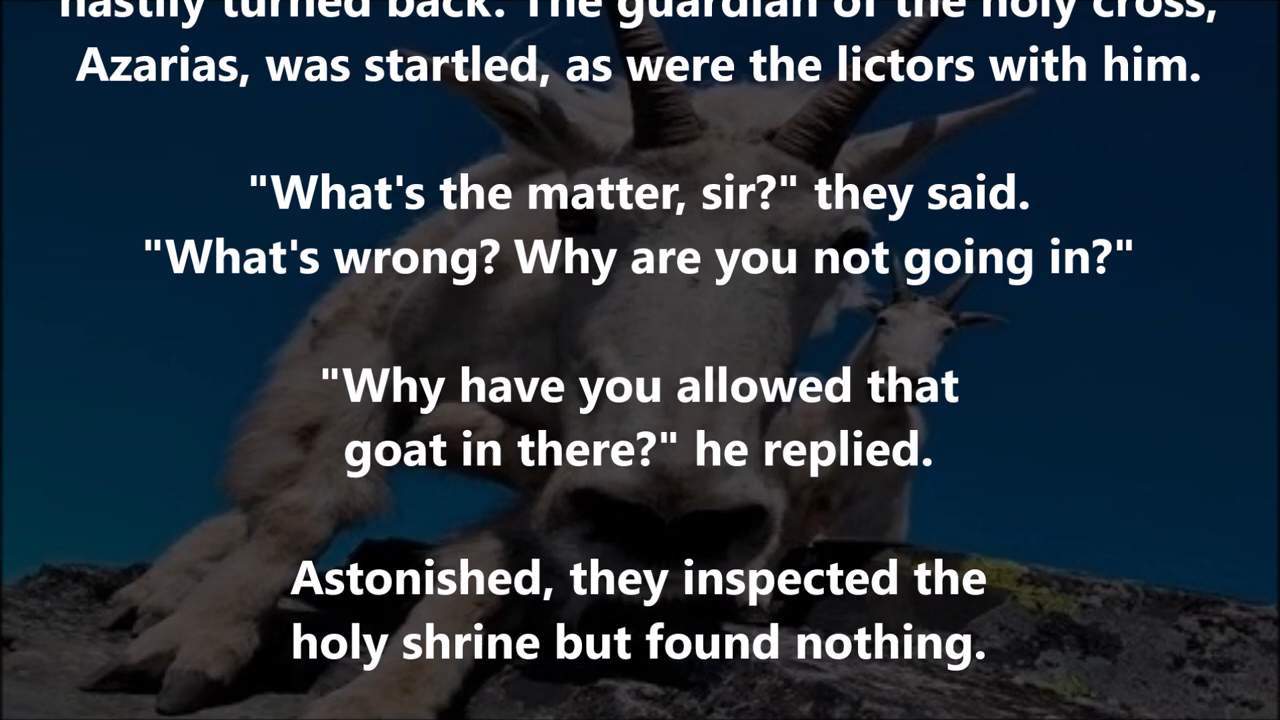 hastily turned back. The guardian of the holy cross,
Azarias, was startled, as were the lictors with him.
"What's the matter, sir?" they said.
"What's wrong? Why are you not going in?"
"Why have you allowed that
goat in there?" he replied.
Astonished, they inspected the
holy shrine but found nothing.